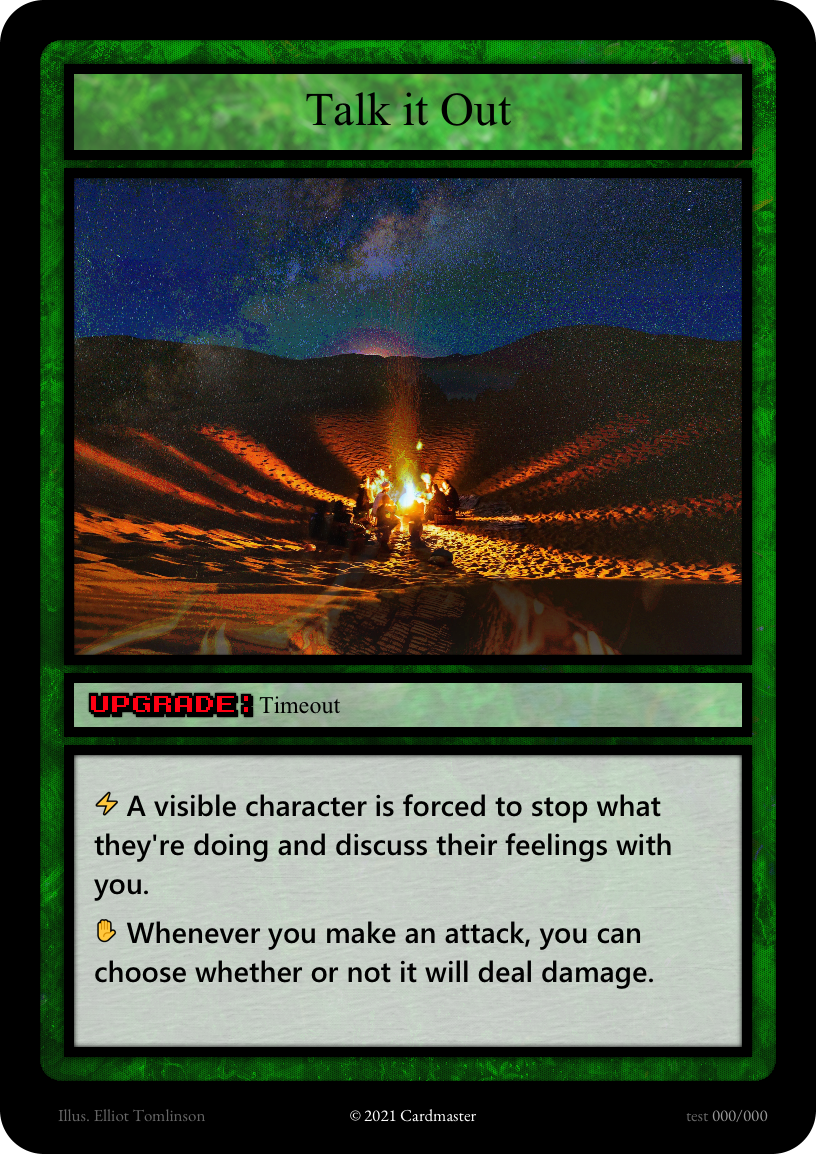 Talk it Out
UPGRADE: Timeout
⚡ A visible character is forced to stop what
they're doing and discuss their feelings with
you.
✋ Whenever you make an attack, you can
choose whether or not it will deal damage.
Illus. Elliot Tomlinson © 2021 Cardmaster test 000/000